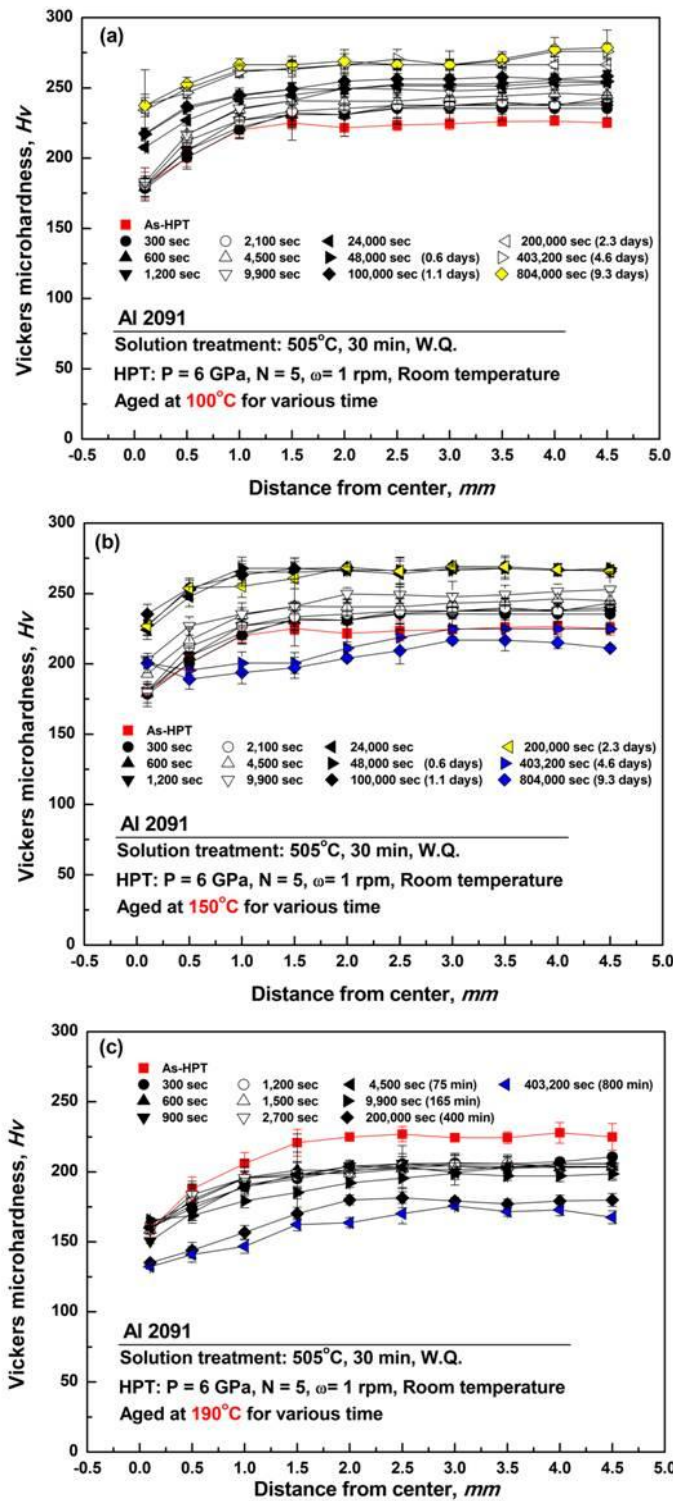 (a)
300
250
200
150
100
50
0
Vickers microhardness, Hv
As-HPT
300 sec 2,100 sec 24,000 sec 200,000 sec (2.3 days)
600 sec 4,500 sec 48,000 sec (0.6 days) 403,200 sec (4.6 days)
1,200 sec 9,900 sec 100,000 sec (1.1 days) 804,000 sec (9.3 days)
Al 2091
Solution treatment: 505°C, 30 min, W.Q.
HPT: P = 6 GPa, N = 5, ω= 1 rpm, Room temperature
Aged at 100°C for various time
-0.5 0.0 0.5 1.0 1.5 2.0 2.5 3.0 3.5 4.0 4.5 5.0
Distance from center, mm
(b)
300
250
200
150
100
50
0
Vickers microhardness, Hv
As-HPT
300 sec 2,100 sec 24,000 sec 200,000 sec (2.3 days)
600 sec 4,500 sec 48,000 sec (0.6 days) 403,200 sec (4.6 days)
1,200 sec 9,900 sec 100,000 sec (1.1 days) 804,000 sec (9.3 days)
Al 2091
Solution treatment: 505°C, 30 min, W.Q.
HPT: P = 6 GPa, N = 5, ω= 1 rpm, Room temperature
Aged at 150°C for various time
-0.5 0.0 0.5 1.0 1.5 2.0 2.5 3.0 3.5 4.0 4.5 5.0
Distance from center, mm
(c)
300
250
200
150
100
50
0
Vickers microhardness, Hv
As-HPT
300 sec 1,200 sec 4,500 sec (75 min) 403,200 sec (800 min)
600 sec 1,500 sec 9,900 sec (165 min)
900 sec 2,700 sec 200,000 sec (400 min)
Al 2091
Solution treatment: 505°C, 30 min, W.Q.
HPT: P = 6 GPa, N = 5, ω= 1 rpm, Room temperature
Aged at 190°C for various time
-0.5 0.0 0.5 1.0 1.5 2.0 2.5 3.0 3.5 4.0 4.5 5.0
Distance from center, mm